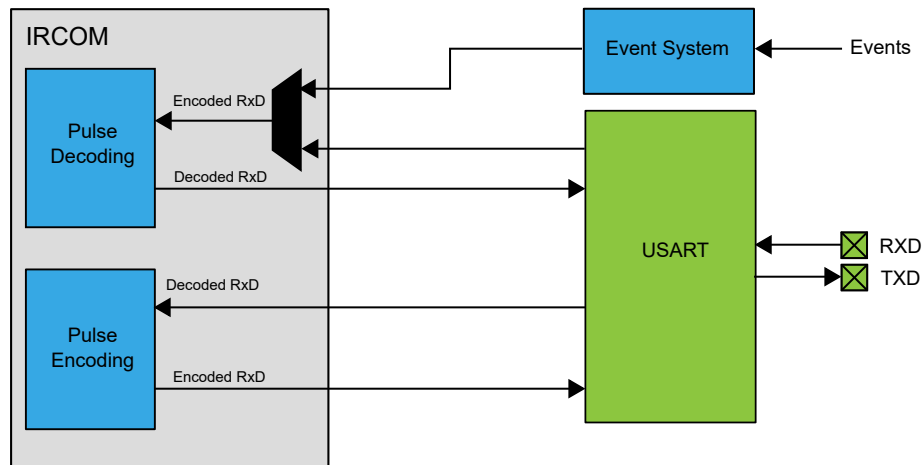 IRCOM
Event System
Events
Encoded RxD
Pulse
Decoding
Decoded RxD
USART
RXD
TXD
Decoded RxD
Pulse
Encoding
Encoded RxD